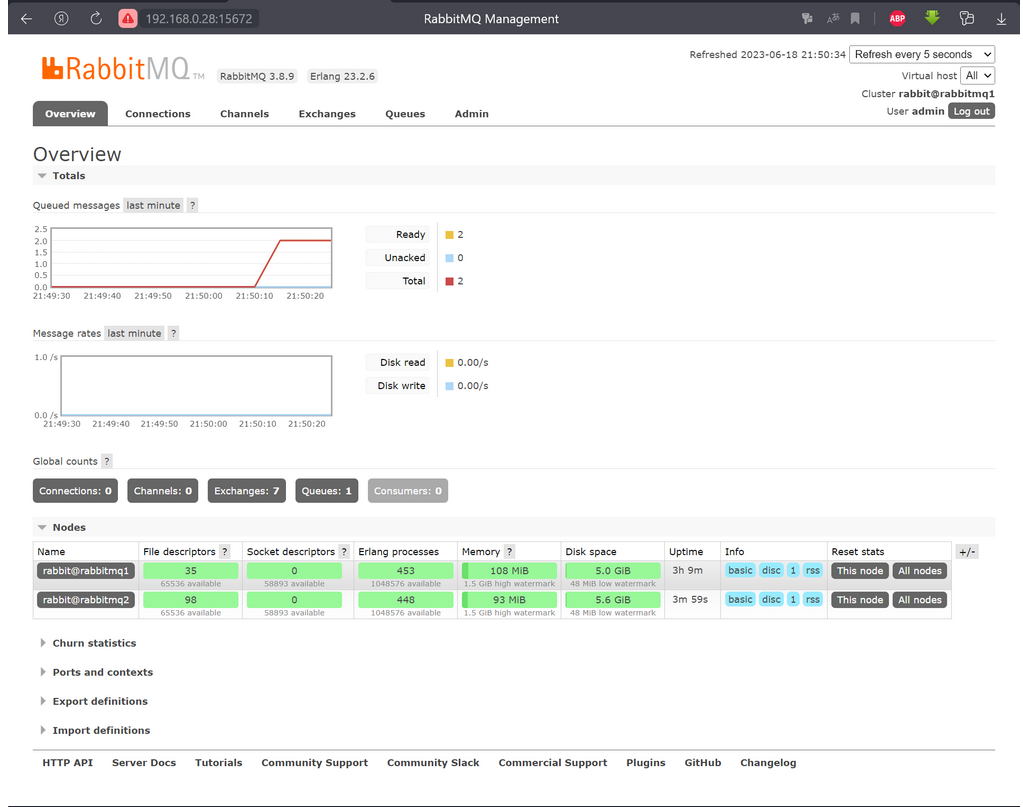 192.168.0.28:15672 RabbitMQ Management ABP
Refreshed 2023-06-18 21:50:34 Refresh every 5 seconds
RabbitMQ TM RabbitMQ 3.8.9 Erlang 23.2.6
Virtual host All
Cluster rabbit@rabbitmq1
User admin Log out
Overview Connections Channels Exchanges Queues Admin
Overview
Totals
Queued messages last minute ?
2.5
2.0
1.5
1.0
0.5
0.0
21:49:30 21:49:40 21:49:50 21:50:00 21:50:10 21:50:20
Ready 2
Unacked 0
Total 2
Message rates last minute ?
1.0 /s
0.0 /s
21:49:30 21:49:40 21:49:50 21:50:00 21:50:10 21:50:20
Disk read 0.00/s
Disk write 0.00/s
Global counts ?
Connections: 0 Channels: 0 Exchanges: 7 Queues: 1 Consumers: 0
Nodes
Name File descriptors ? Socket descriptors ? Erlang processes Memory ? Disk space Uptime Info Reset stats +/-
rabbit@rabbitmq1 35 0 453 108 MiB 5.0 GiB 3h 9m basic disc 1 rss This node All nodes
65536 available 58893 available 1048576 available 1.5 GiB high watermark 48 MiB low watermark
rabbit@rabbitmq2 98 0 448 93 MiB 5.6 GiB 3m 59s basic disc 1 rss This node All nodes
65536 available 58893 available 1048576 available 1.5 GiB high watermark 48 MiB low watermark
Churn statistics
Ports and contexts
Export definitions
Import definitions
HTTP API Server Docs Tutorials Community Support Community Slack Commercial Support Plugins GitHub Changelog